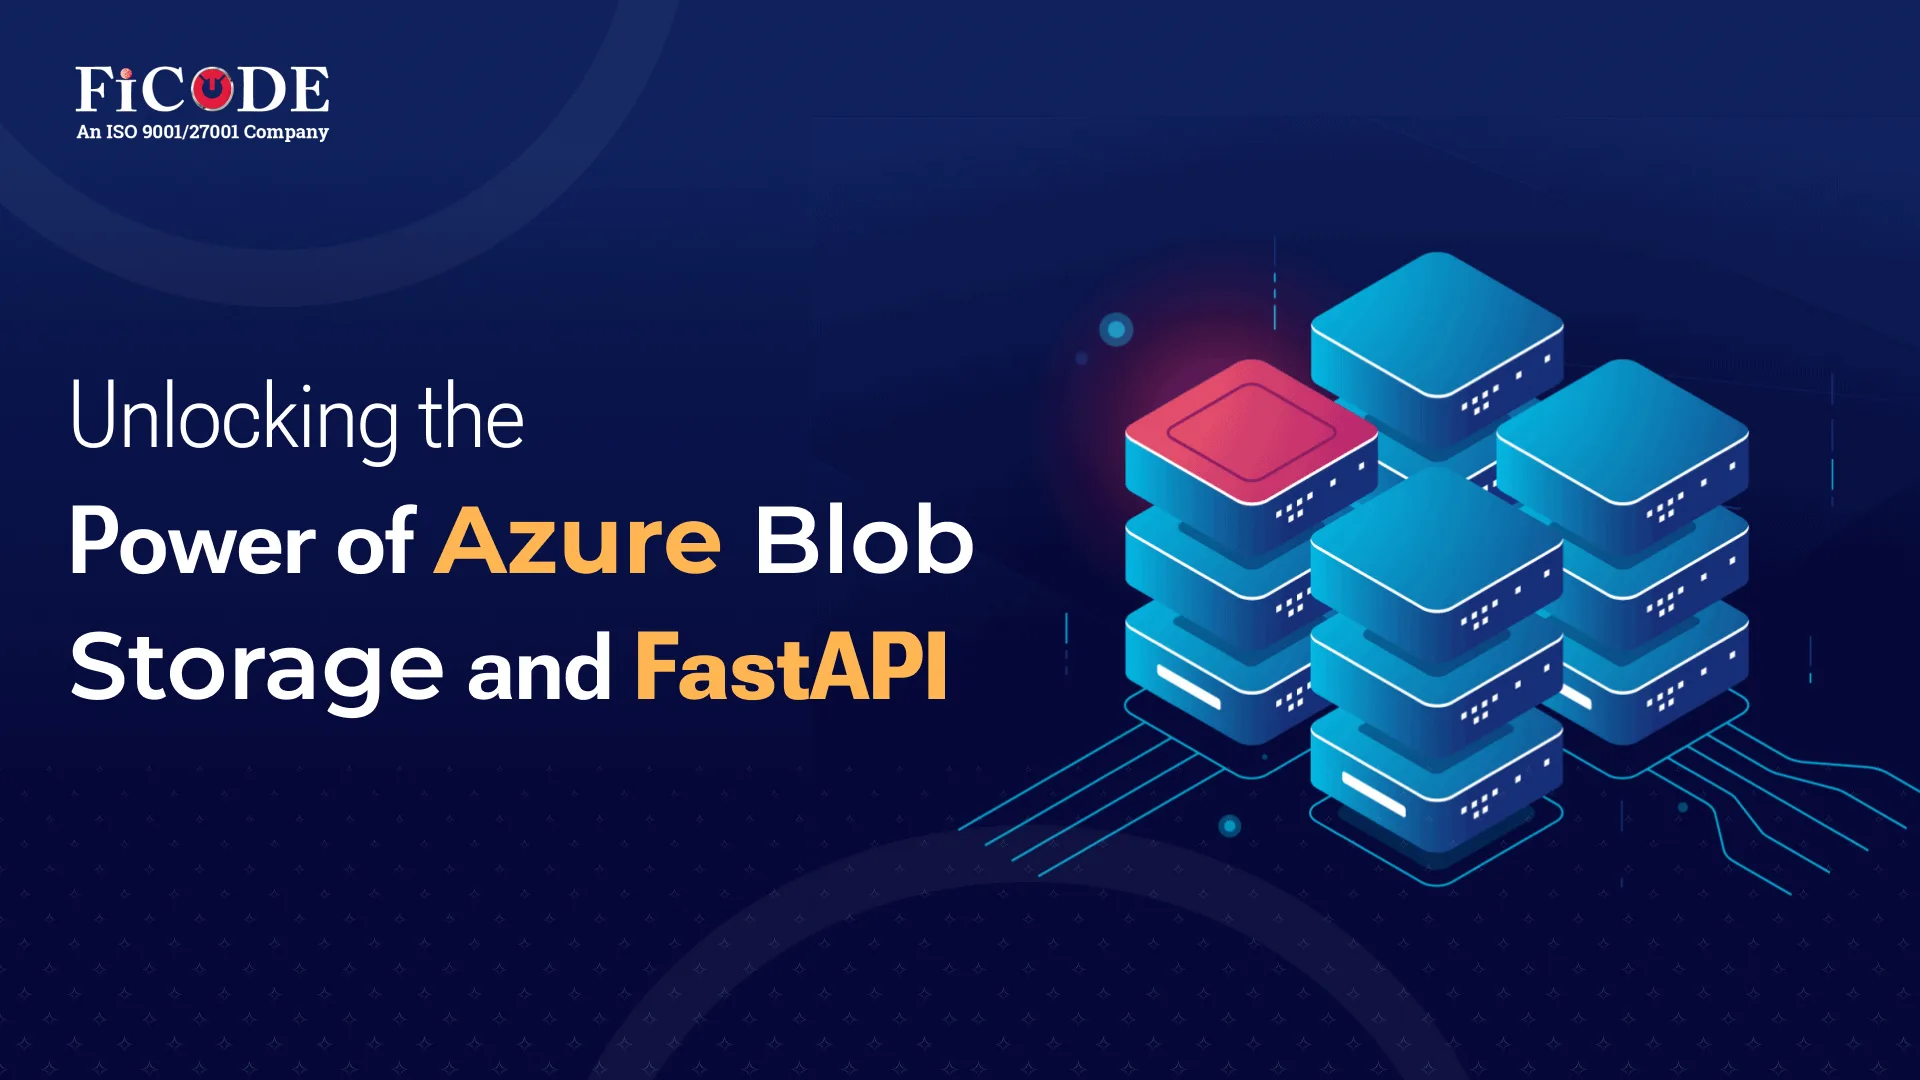 FiCODE
An ISO 9001/27001 Company
Unlocking the
Power of Azure Blob
Storage and FastAPI